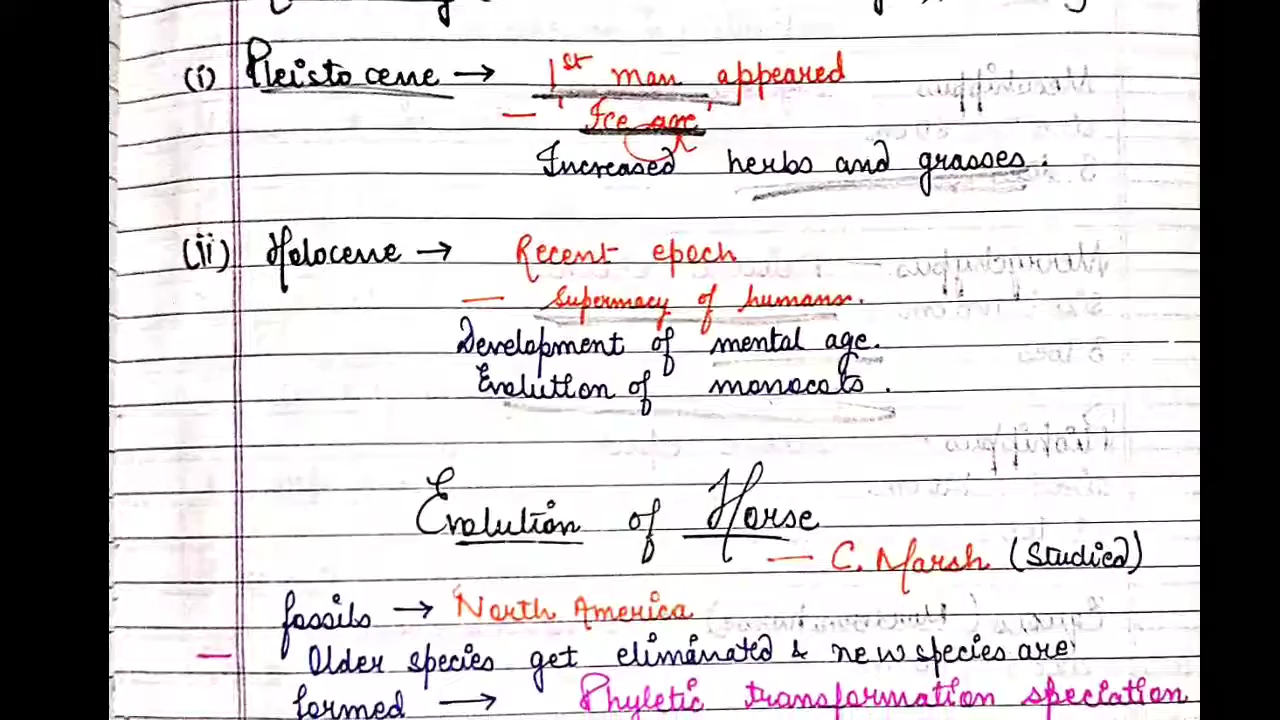 (i) Pleistocene → 1st man appeared
— 'Ice age'
Increased herbs and grasses.
(ii) Holocene → Recent epoch
— Supermacy of humans.
Development of mental age.
Evolution of monocots.
Evolution of Horse
— C. Marsh (Studied)
fossils → North America
— Older species get eliminated & new species are
formed → Phyletic transformation speciation